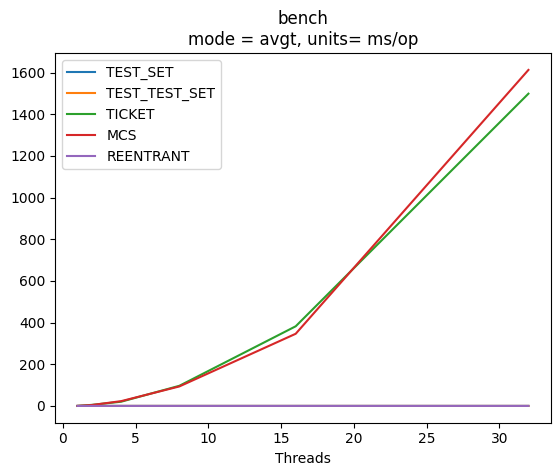 bench
mode = avgt, units= ms/op
TEST_SET
TEST_TEST_SET
TICKET
MCS
REENTRANT
1600
1400
1200
1000
800
600
400
200
0
0 5 10 15 20 25 30
Threads